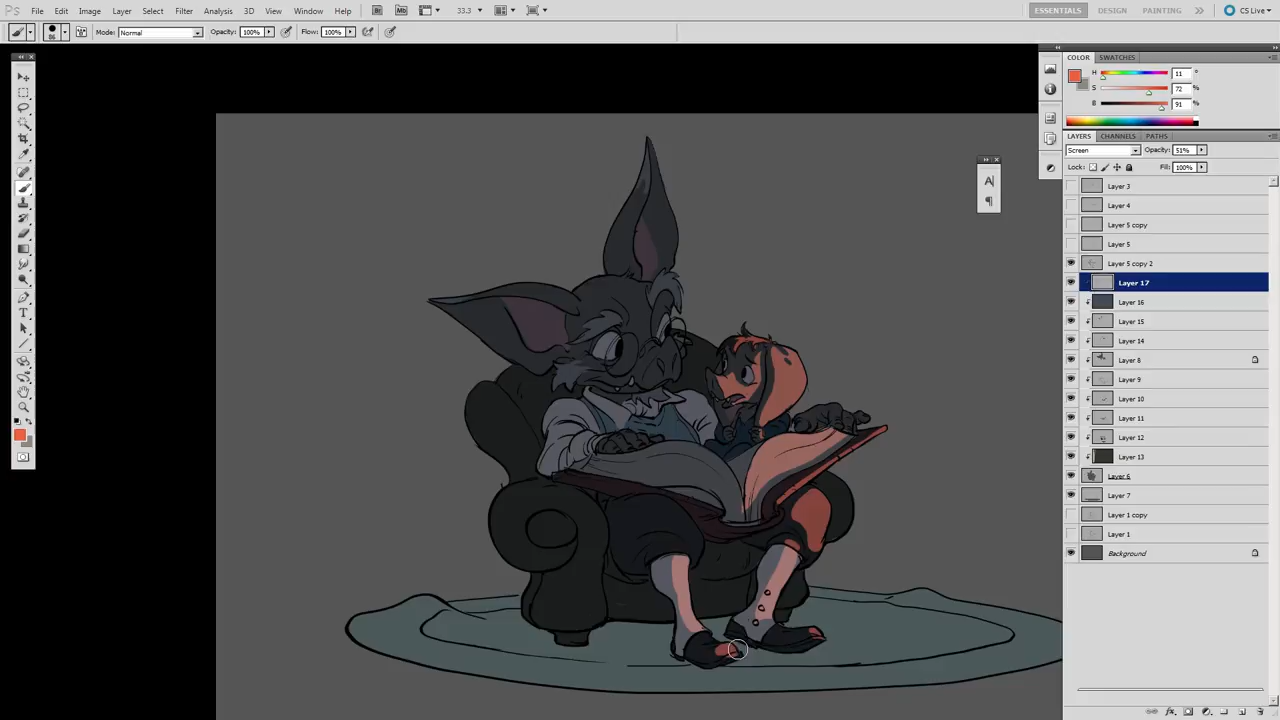 Ps File Edit Image Layer Select Filter Analysis 3D View Window Help Br Mb 33.3 ESSENTIALS DESIGN PAINTING CS Live
86 Mode: Normal Opacity: 100% Flow: 100%
COLOR SWATCHES
H 11 °
S 72 %
B 91 %
LAYERS CHANNELS PATHS
Screen Opacity: 51%
Lock: Fill: 100%
Layer 3
Layer 4
Layer 5 copy
Layer 5
Layer 5 copy 2
Layer 17
Layer 16
Layer 15
Layer 14
Layer 8
Layer 9
Layer 10
Layer 11
Layer 12
Layer 13
Layer 6
Layer 7
Layer 1 copy
Layer 1
Background